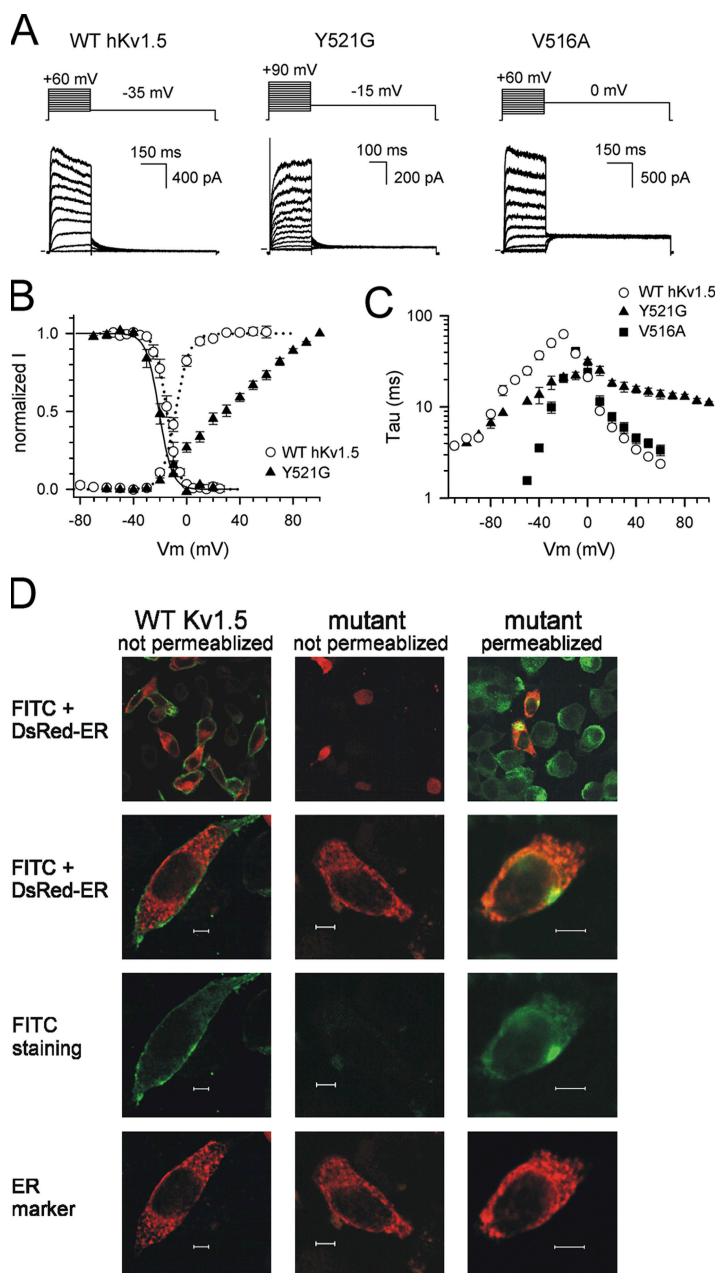 A
WT hKv1.5
Y521G
V516A
+60 mV
-35 mV
+90 mV
-15 mV
+60 mV
0 mV
150 ms
400 pA
100 ms
200 pA
150 ms
500 pA
B
normalized I
1.0
0.5
0.0
WT hKv1.5
Y521G
-80 -40 0 40 80
Vm (mV)
C
WT hKv1.5
Y521G
V516A
Tau (ms)
100
10
1
-80 -40 0 40 80
Vm (mV)
D
WT Kv1.5
not permeablized
mutant
not permeablized
mutant
permeablized
FITC +
DsRed-ER
FITC +
DsRed-ER
FITC
staining
ER
marker